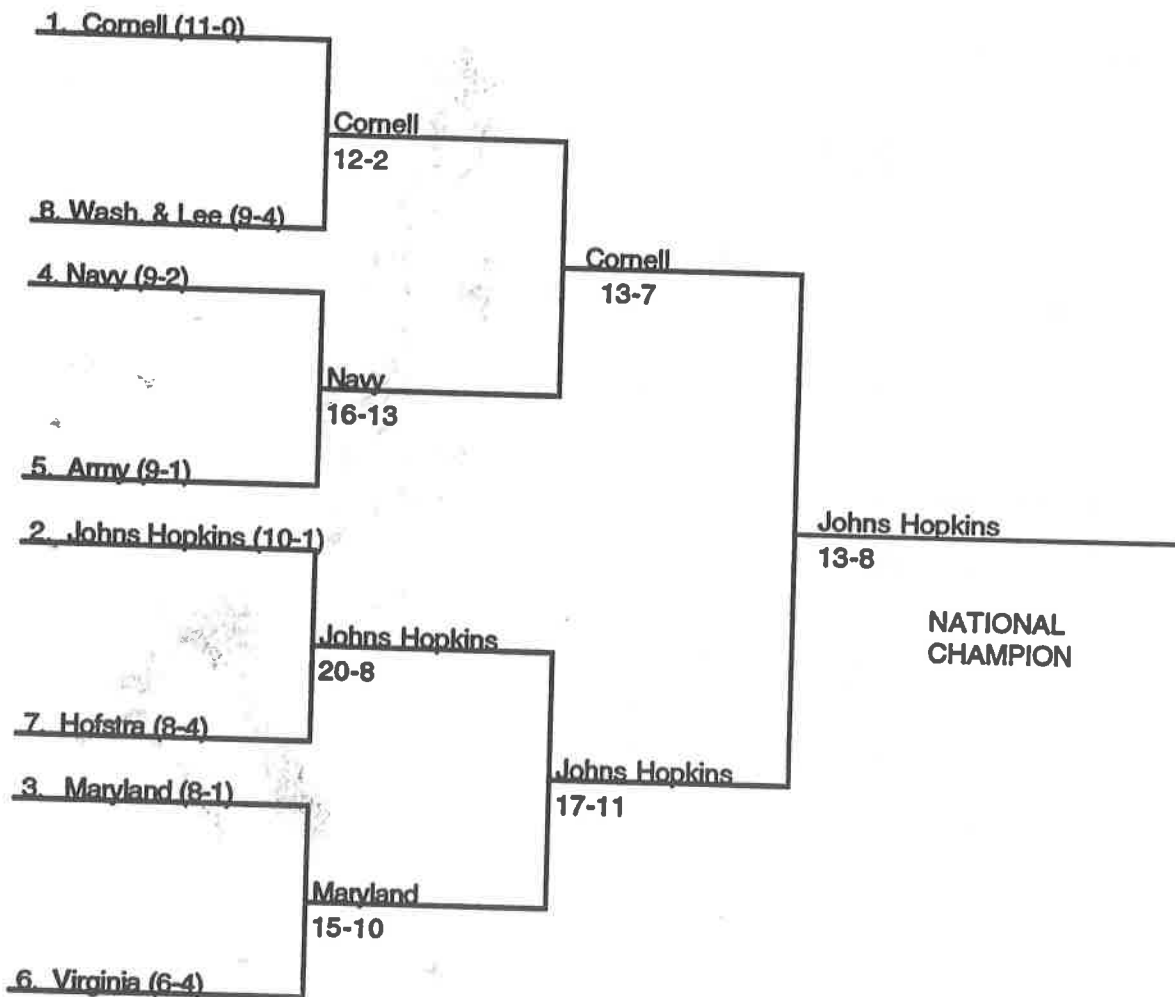 1. Cornell (11-0)
Cornell
12-2
8. Wash. & Lee (9-4)
4. Navy (9-2)
Cornell
13-7
Navy
16-13
5. Army (9-1)
2. Johns Hopkins (10-1)
Johns Hopkins
13-8
NATIONAL
CHAMPION
Johns Hopkins
20-8
7. Hofstra (8-4)
3. Maryland (8-1)
Johns Hopkins
17-11
Maryland
15-10
6. Virginia (6-4)